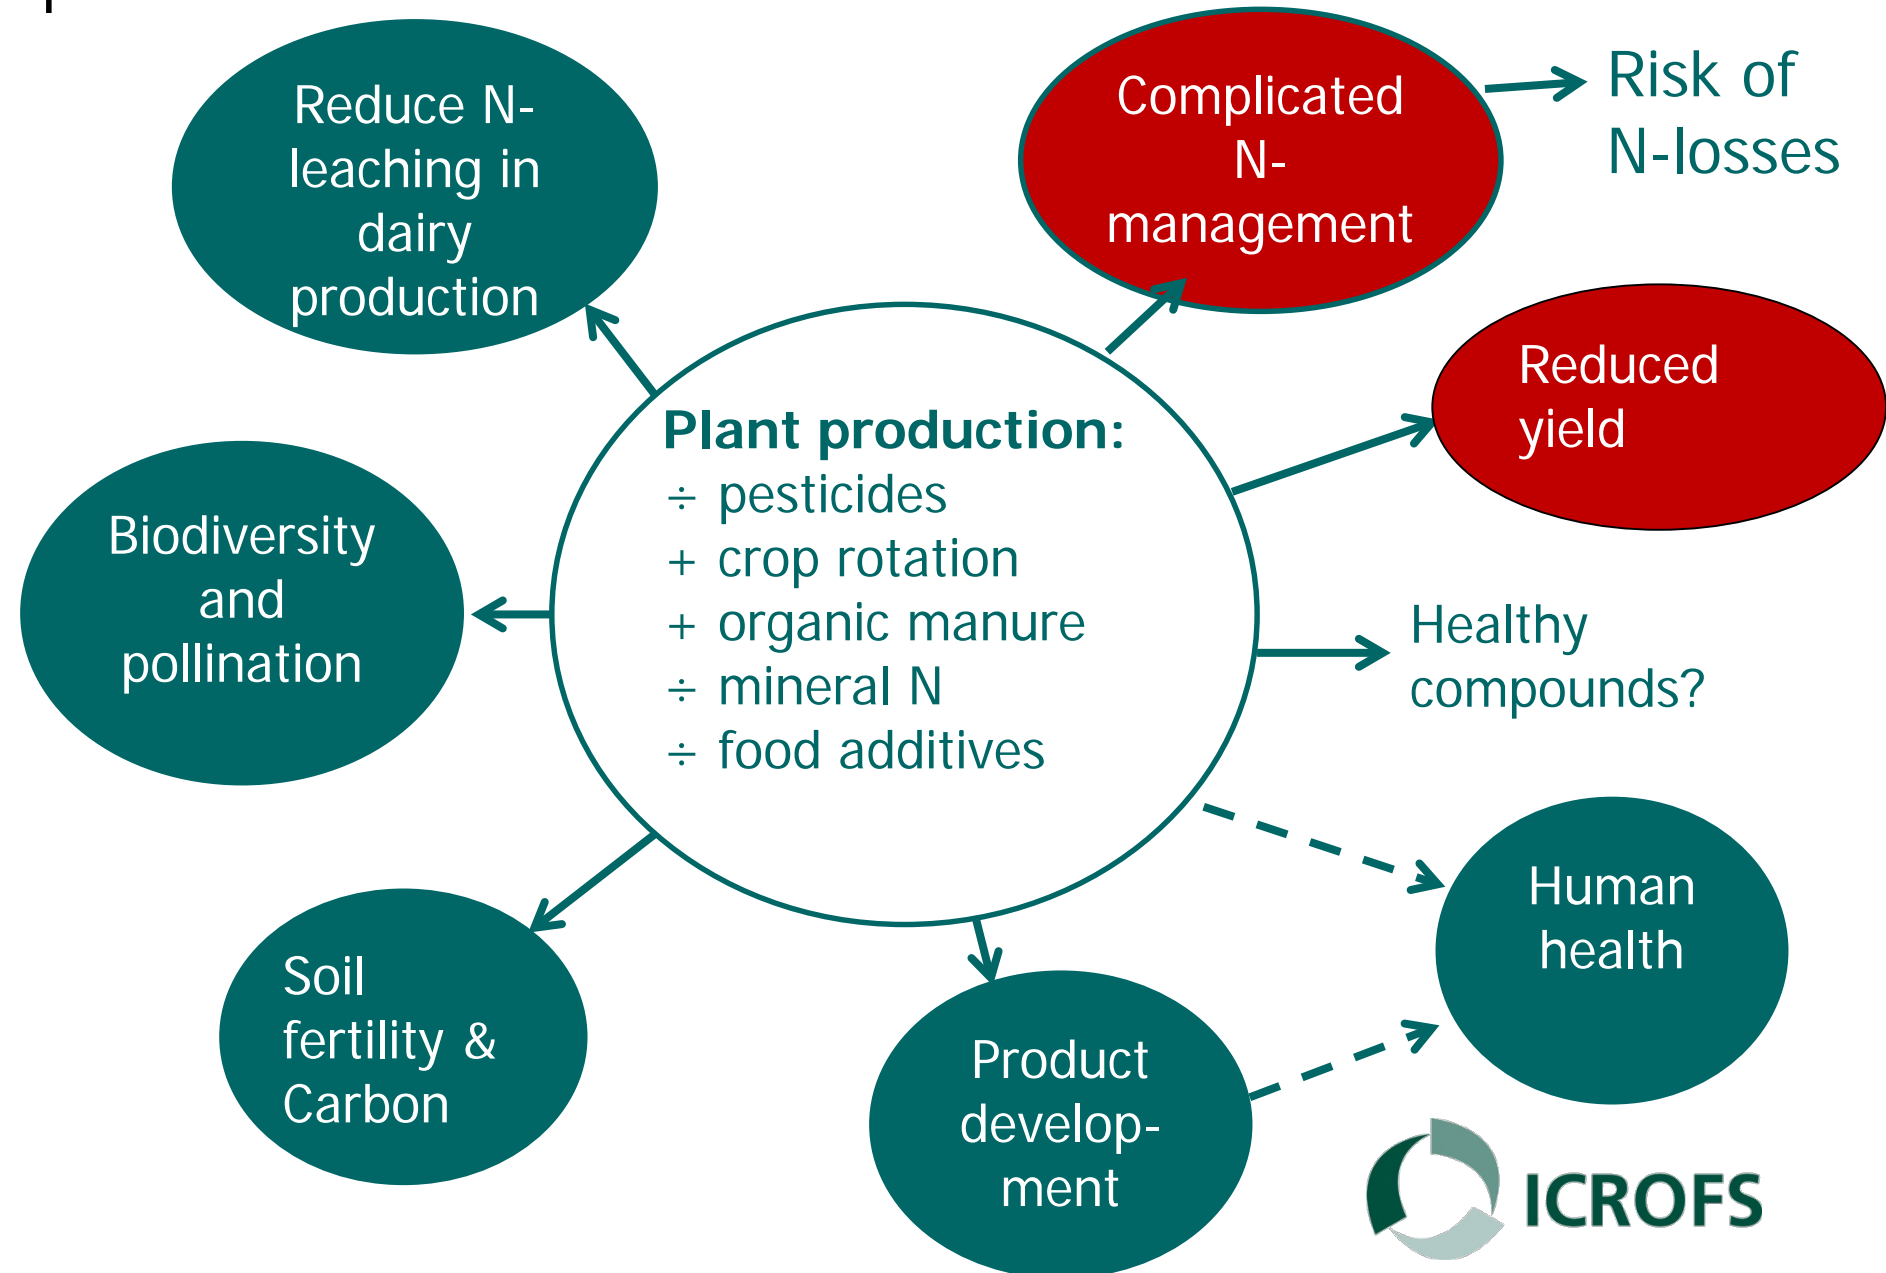 Reduce N-
leaching in
dairy
production
Complicated
N-
management
Risk of
N-losses
Reduced
yield
Plant production:
÷ pesticides
+ crop rotation
+ organic manure
÷ mineral N
÷ food additives
Biodiversity
and
pollination
Healthy
compounds?
Human
health
Soil
fertility &
Carbon
Product
develop-
ment
ICROFS